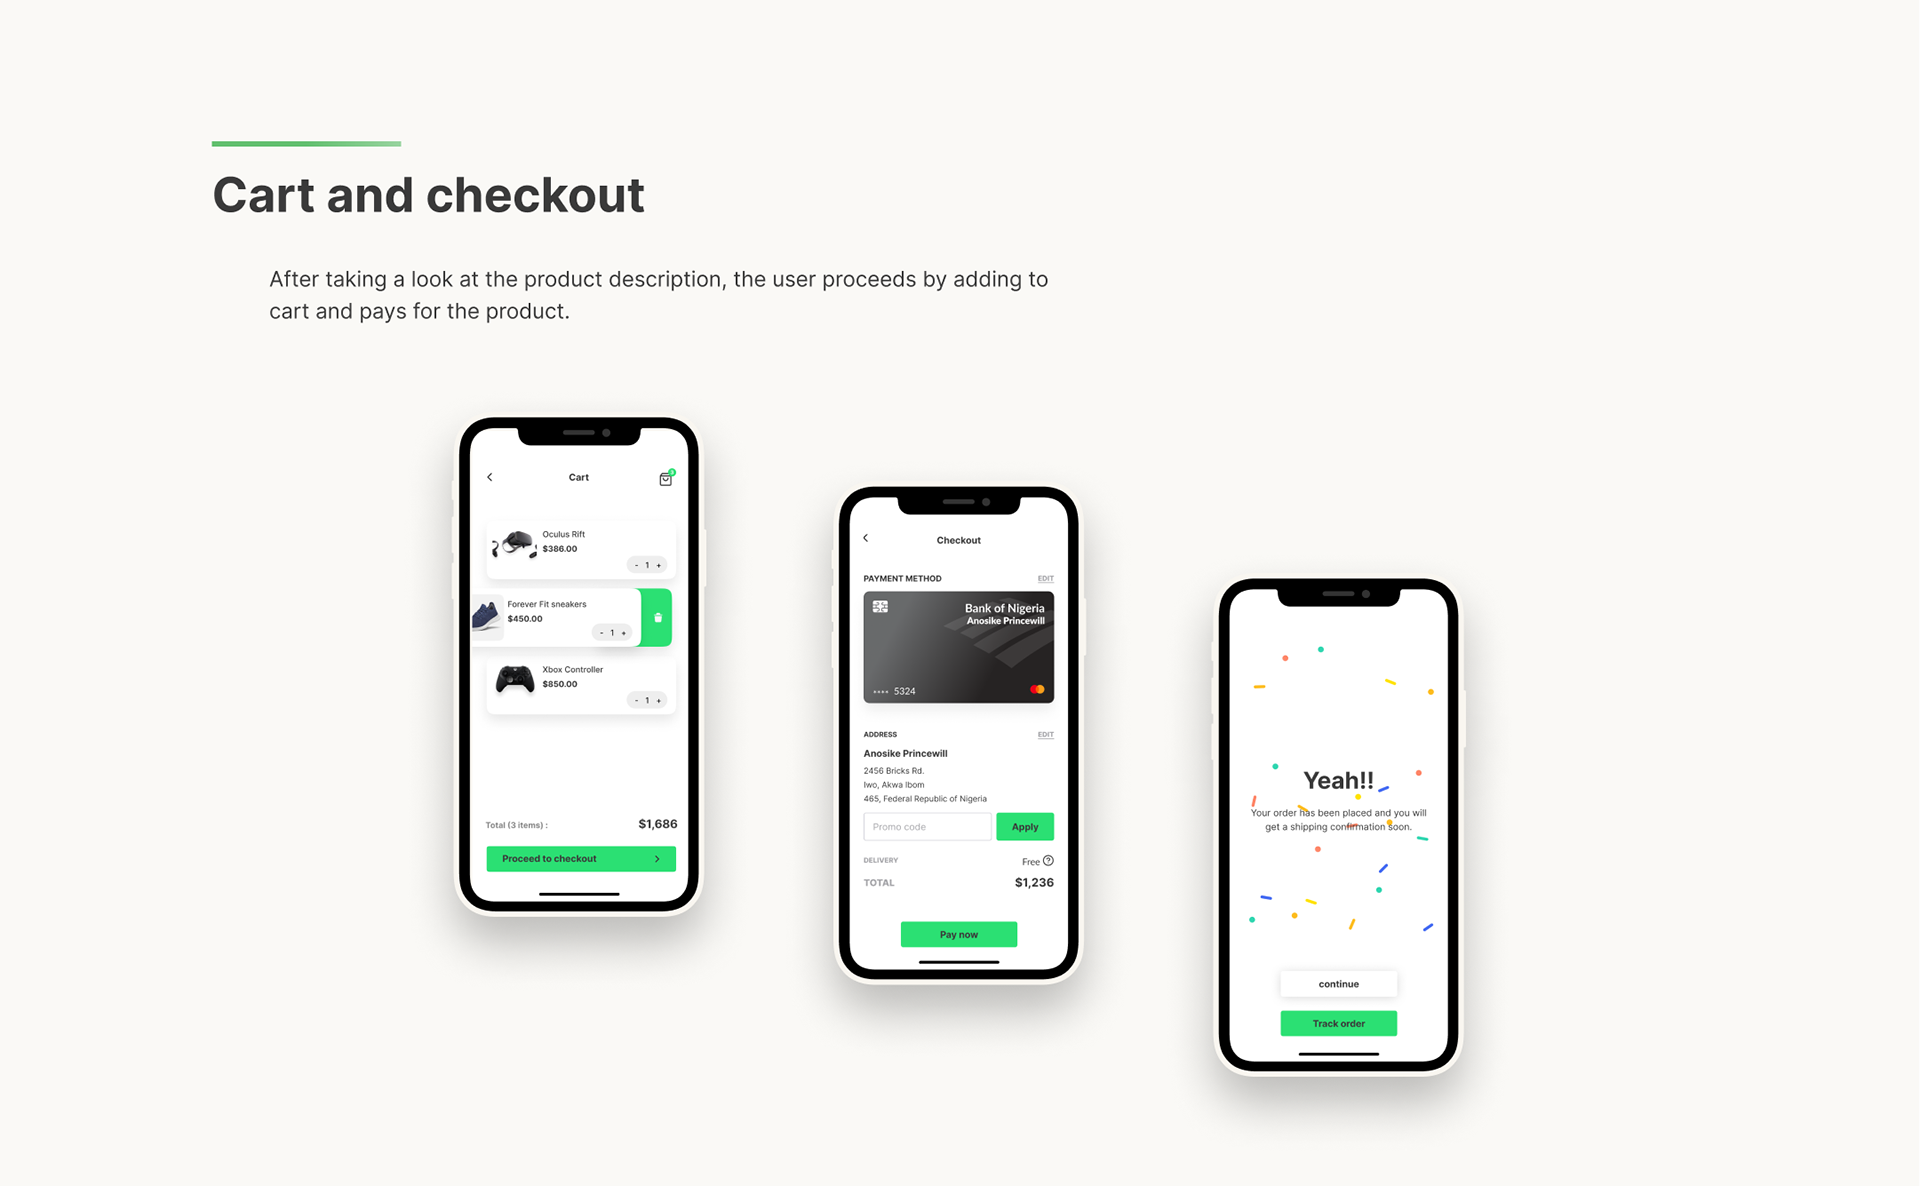 Cart and checkout
After taking a look at the product description, the user proceeds by adding to
cart and pays for the product.
Cart
3
Oculus Rift
$386.00
- 1 +
Forever Fit sneakers
$450.00
- 1 +
Xbox Controller
$850.00
- 1 +
Total (3 items) :
$1,686
Proceed to checkout
Checkout
PAYMENT METHOD
EDIT
Bank of Nigeria
Anosike Princewill
•••• 5324
ADDRESS
EDIT
Anosike Princewill
2456 Bricks Rd.
Iwo, Akwa Ibom
465, Federal Republic of Nigeria
Promo code
Apply
DELIVERY
Free ?
TOTAL
$1,236
Pay now
Yeah!!
Your order has been placed and you will
get a shipping confirmation soon.
continue
Track order